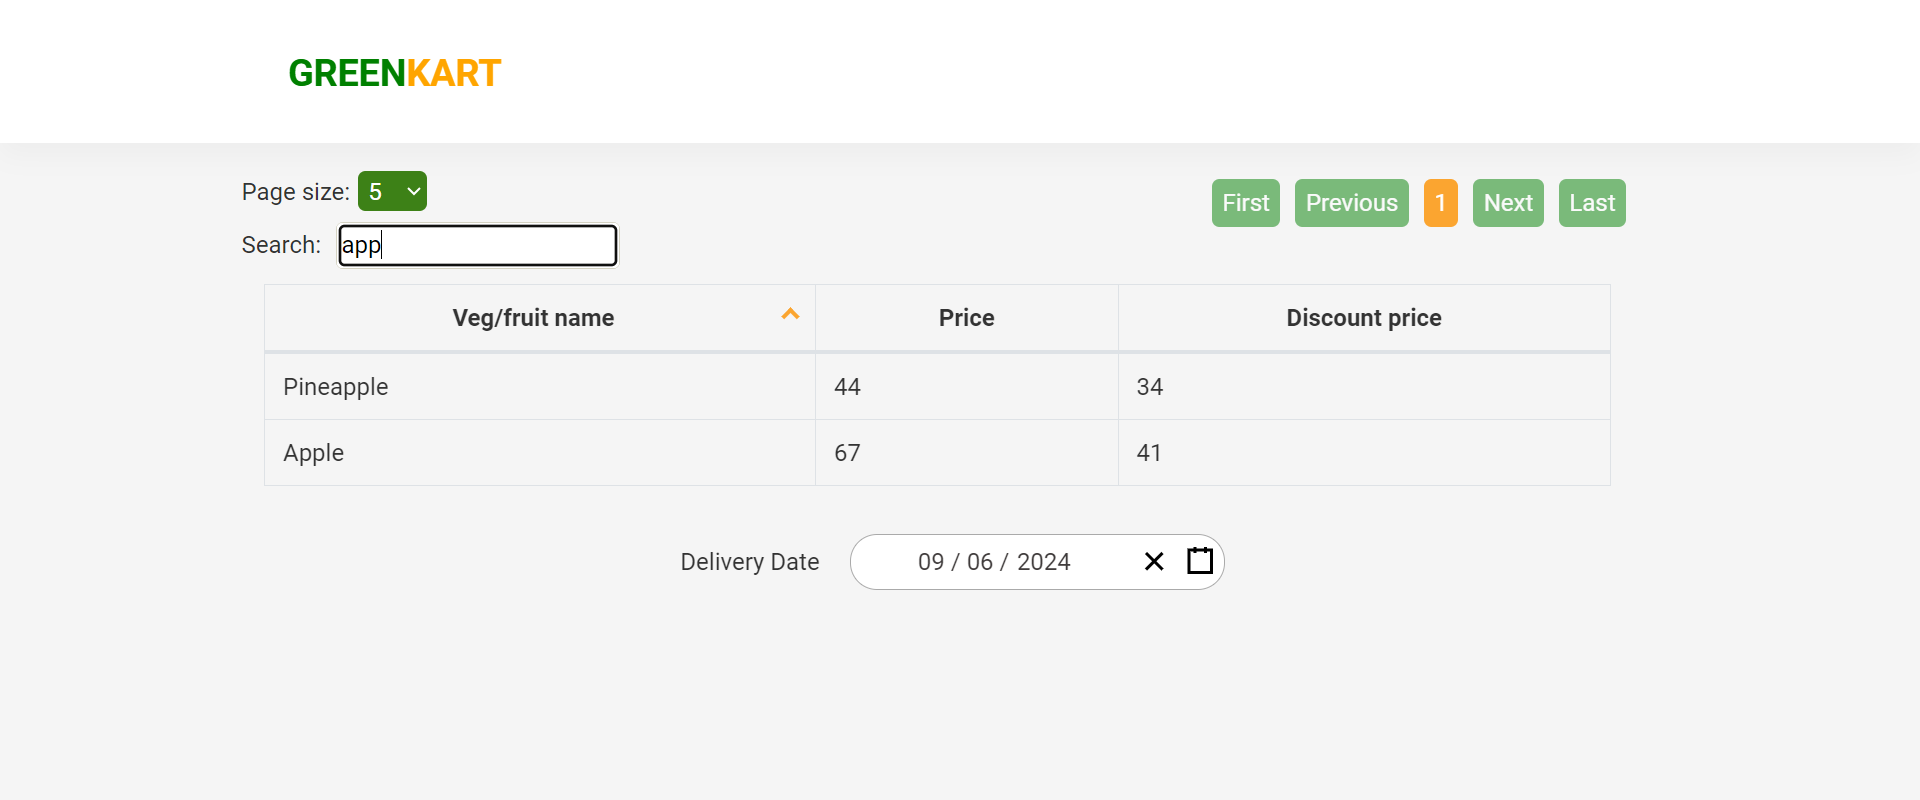 GREENKART
Page size: 5
First Previous 1 Next Last
Search: app
Veg/fruit name Price Discount price
Pineapple 44 34
Apple 67 41
Delivery Date 09 / 06 / 2024